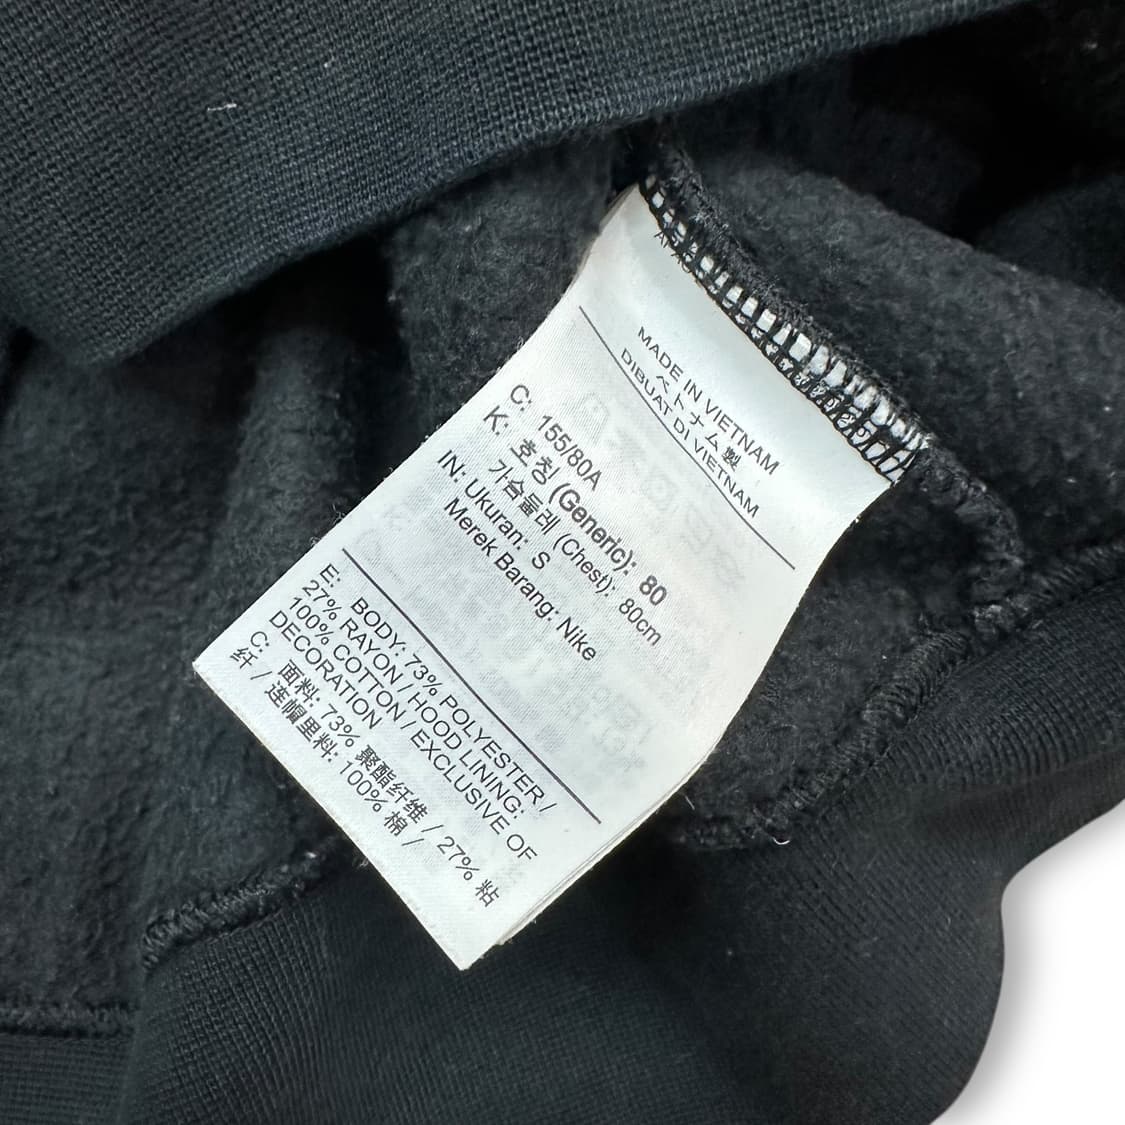 MADE IN VIETNAM
ベトナム製
DIBUAT DI VIETNAM
C: 155/80A
K: 호칭 (Generic): 80
가슴둘레 (Chest): 80cm
IN: Ukuran: S
Merek Barang: Nike
E: BODY: 73% POLYESTER /
27% RAYON / HOOD LINING:
100% COTTON / EXCLUSIVE OF
DECORATION
C: 面料: 73% 聚酯纤维 / 27% 粘
纤 / 连帽里料: 100% 棉 /